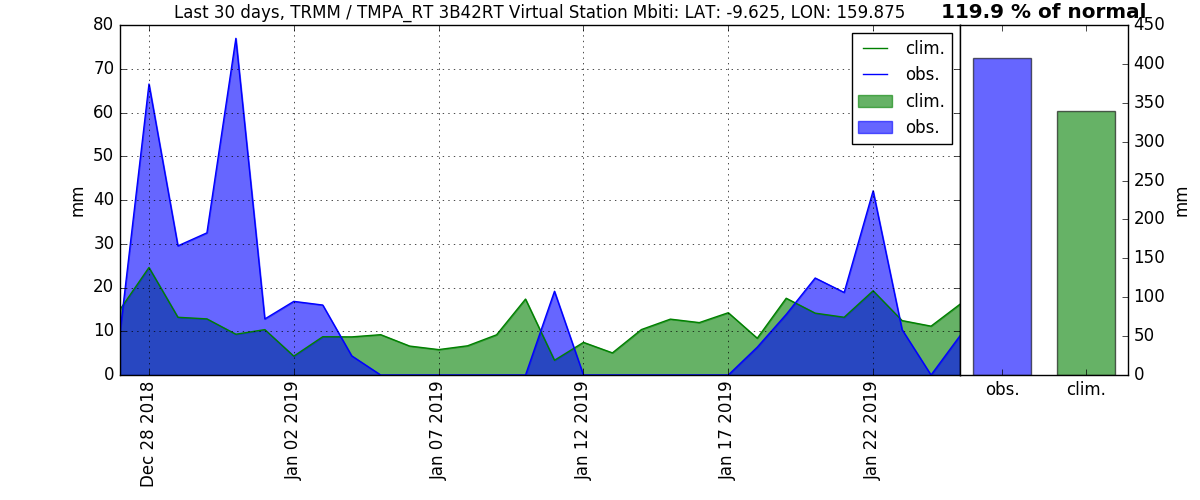 Last 30 days, TRMM / TMPA_RT 3B42RT Virtual Station Mbiti: LAT: -9.625, LON: 159.875
119.9 % of normal
80
70
60
50
40
30
20
10
0
mm
clim.
obs.
clim.
obs.
Dec 28 2018
Jan 02 2019
Jan 07 2019
Jan 12 2019
Jan 17 2019
Jan 22 2019
450
400
350
300
250
200
150
100
50
0
mm
obs.
clim.